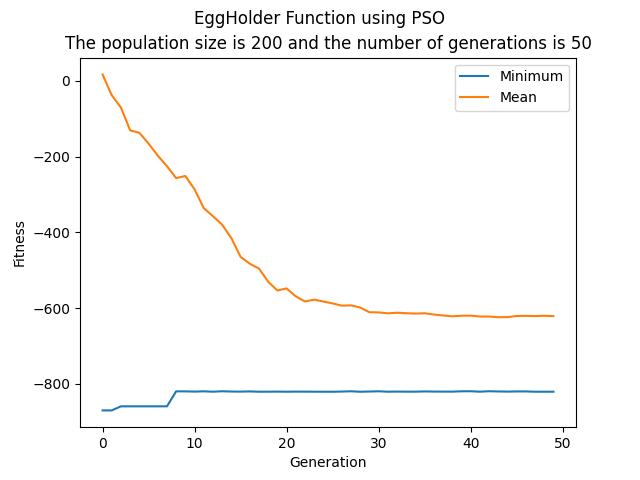 EggHolder Function using PSO
The population size is 200 and the number of generations is 50
Minimum
Mean
0
−200
−400
−600
−800
Fitness
0 10 20 30 40 50
Generation